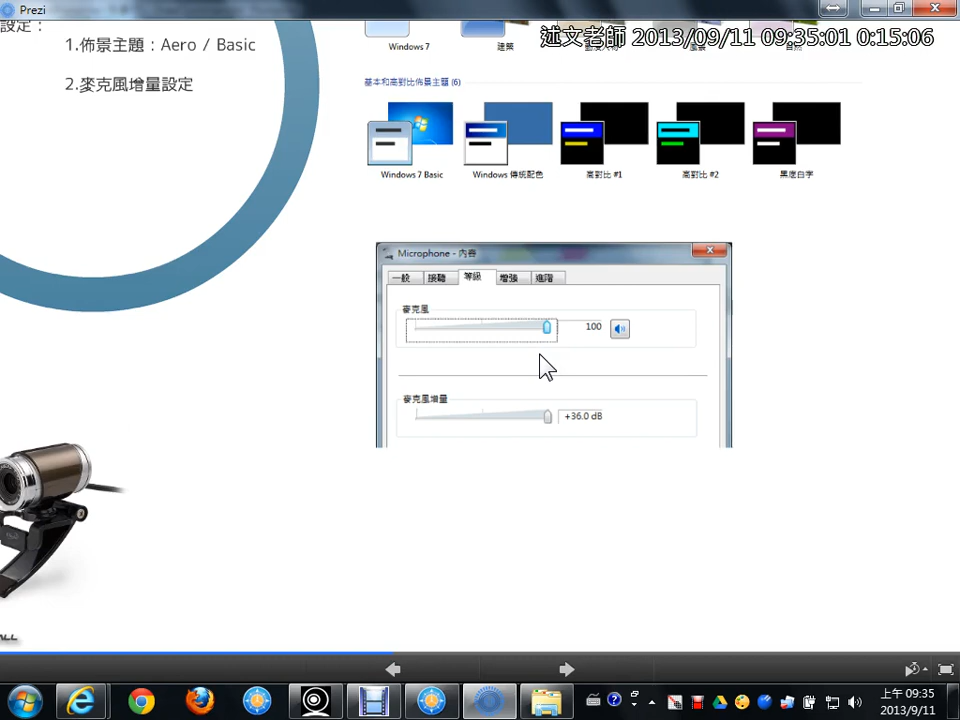 Prezi
設定：
1.佈景主題：Aero / Basic
2.麥克風增量設定
述文老師 2013/09/11 09:35:01 0:15:06
Windows 7
建築
自然
基本和高對比佈景主題 (6)
Windows 7 Basic
Windows 傳統配色
高對比 #1
高對比 #2
黑底白字
Microphone - 內容
一般
接聽
等級
增強
進階
麥克風
100
麥克風增量
+36.0 dB
上午 09:35
2013/9/11